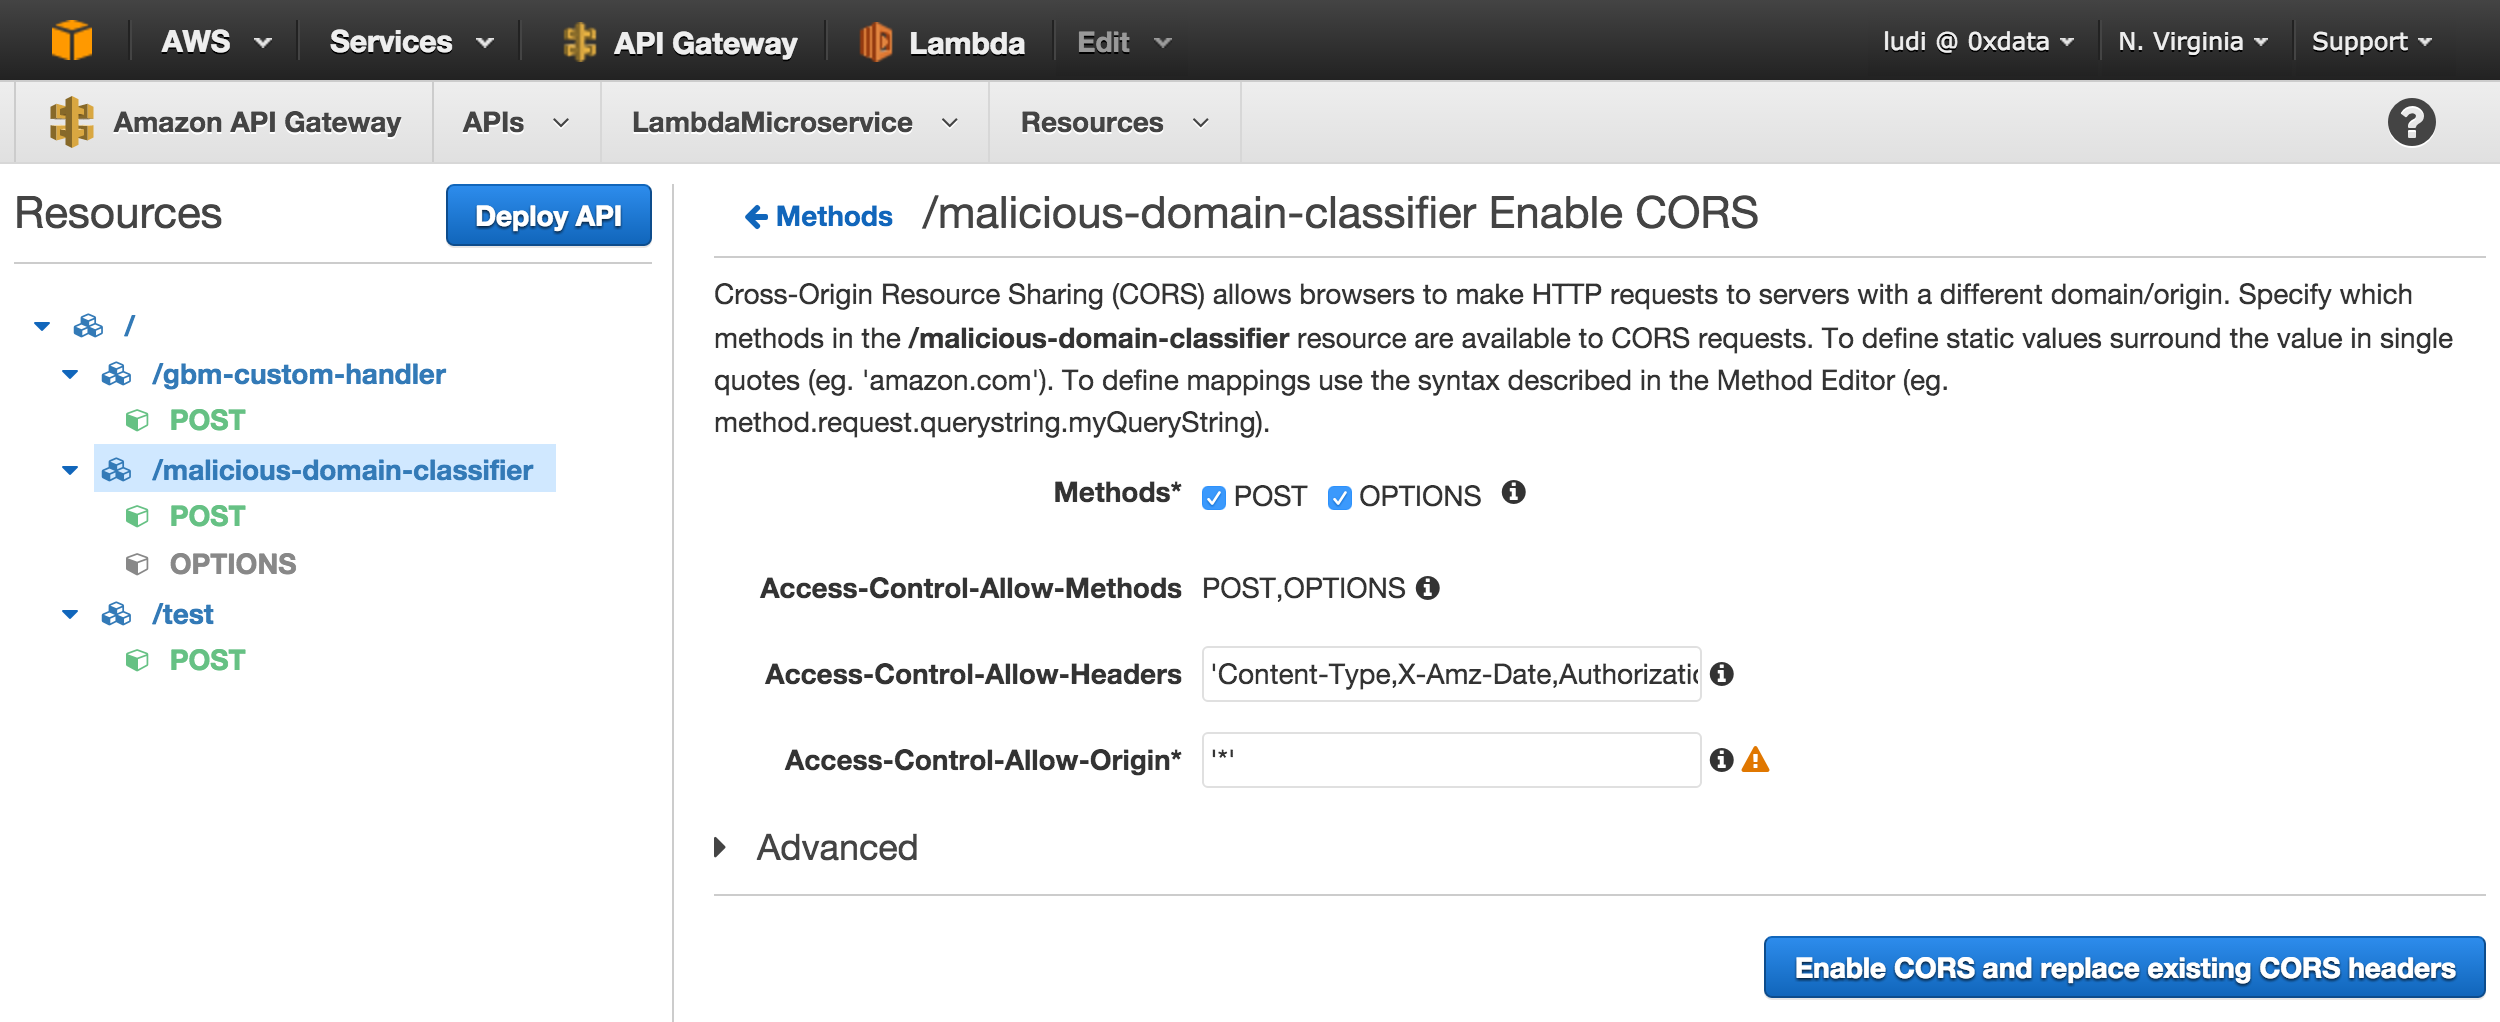 AWS Services API Gateway Lambda Edit ludi @ 0xdata N. Virginia Support
Amazon API Gateway APIs LambdaMicroservice Resources ?
Resources
Deploy API
/
/gbm-custom-handler
POST
/malicious-domain-classifier
POST
OPTIONS
/test
POST
Methods /malicious-domain-classifier Enable CORS
Cross-Origin Resource Sharing (CORS) allows browsers to make HTTP requests to servers with a different domain/origin. Specify which
methods in the /malicious-domain-classifier resource are available to CORS requests. To define static values surround the value in single
quotes (eg. 'amazon.com'). To define mappings use the syntax described in the Method Editor (eg.
method.request.querystring.myQueryString).
Methods* POST OPTIONS
Access-Control-Allow-Methods POST,OPTIONS
Access-Control-Allow-Headers 'Content-Type,X-Amz-Date,Authorizatio
Access-Control-Allow-Origin* '*'
Advanced
Enable CORS and replace existing CORS headers